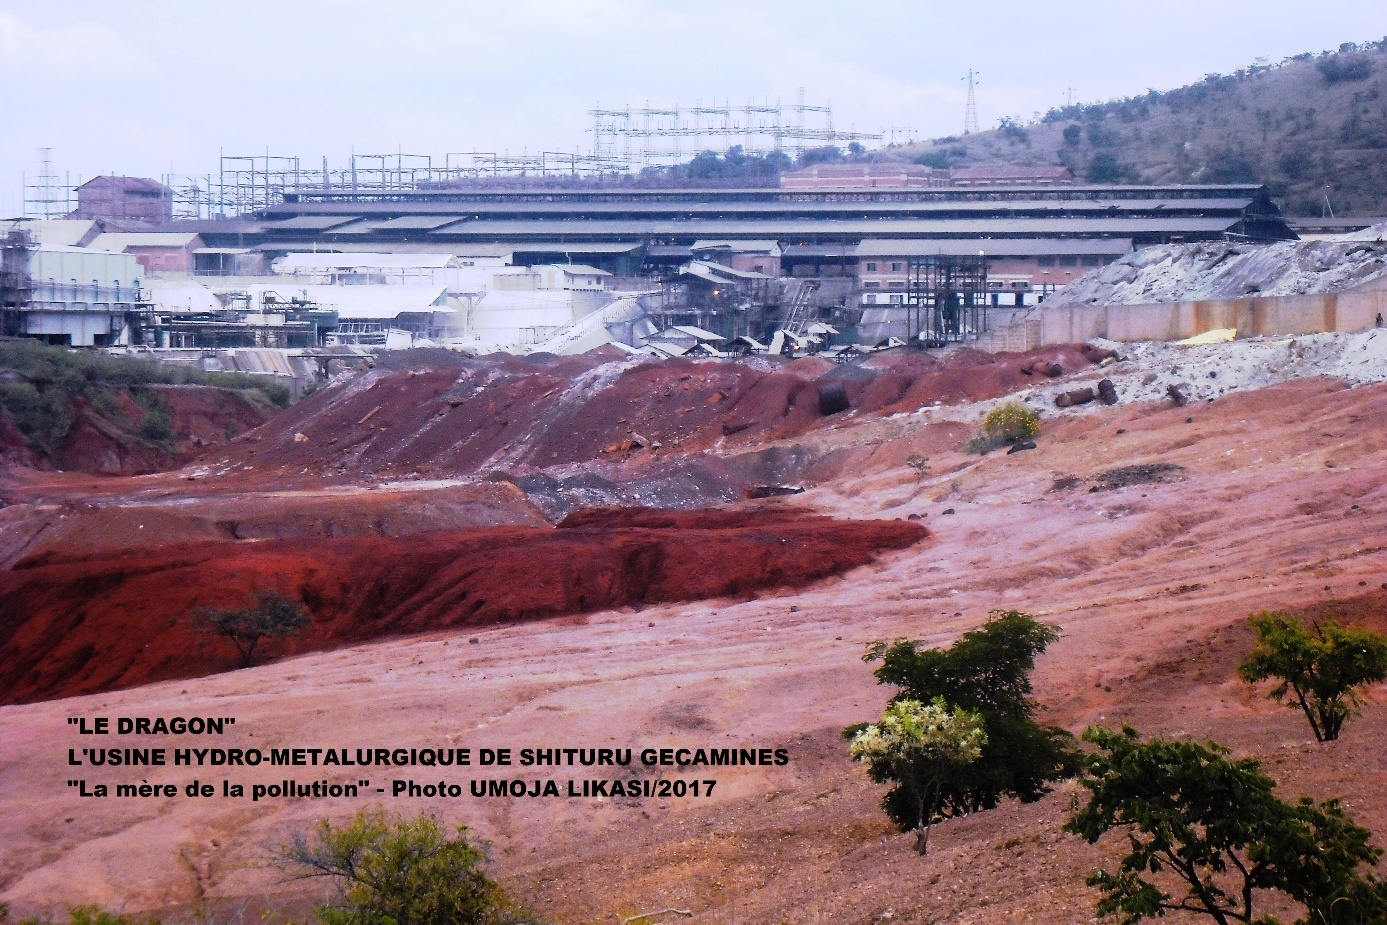 "LE DRAGON"
L'USINE HYDRO-METALURGIQUE DE SHITURU GECAMINES
"La mère de la pollution" - Photo UMOJA LIKASI/2017